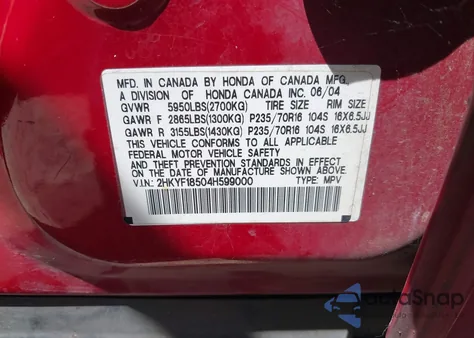 MFD. IN CANADA BY HONDA OF CANADA MFG.,
A DIVISION OF HONDA CANADA INC. 06/04
GVWR 5950LBS(2700KG) TIRE SIZE RIM SIZE
GAWR F 2865LBS(1300KG) P235/70R16 104S 16X6.5JJ
GAWR R 3155LBS(1430KG) P235/70R16 104S 16X6.5JJ
THIS VEHICLE CONFORMS TO ALL APPLICABLE
FEDERAL MOTOR VEHICLE SAFETY
AND THEFT PREVENTION STANDARDS IN EFFECT
ON THE DATE OF MANUFACTURE SHOWN ABOVE.
V.I.N: 2HKYF18504H599000 TYPE: MPV
DataSnap